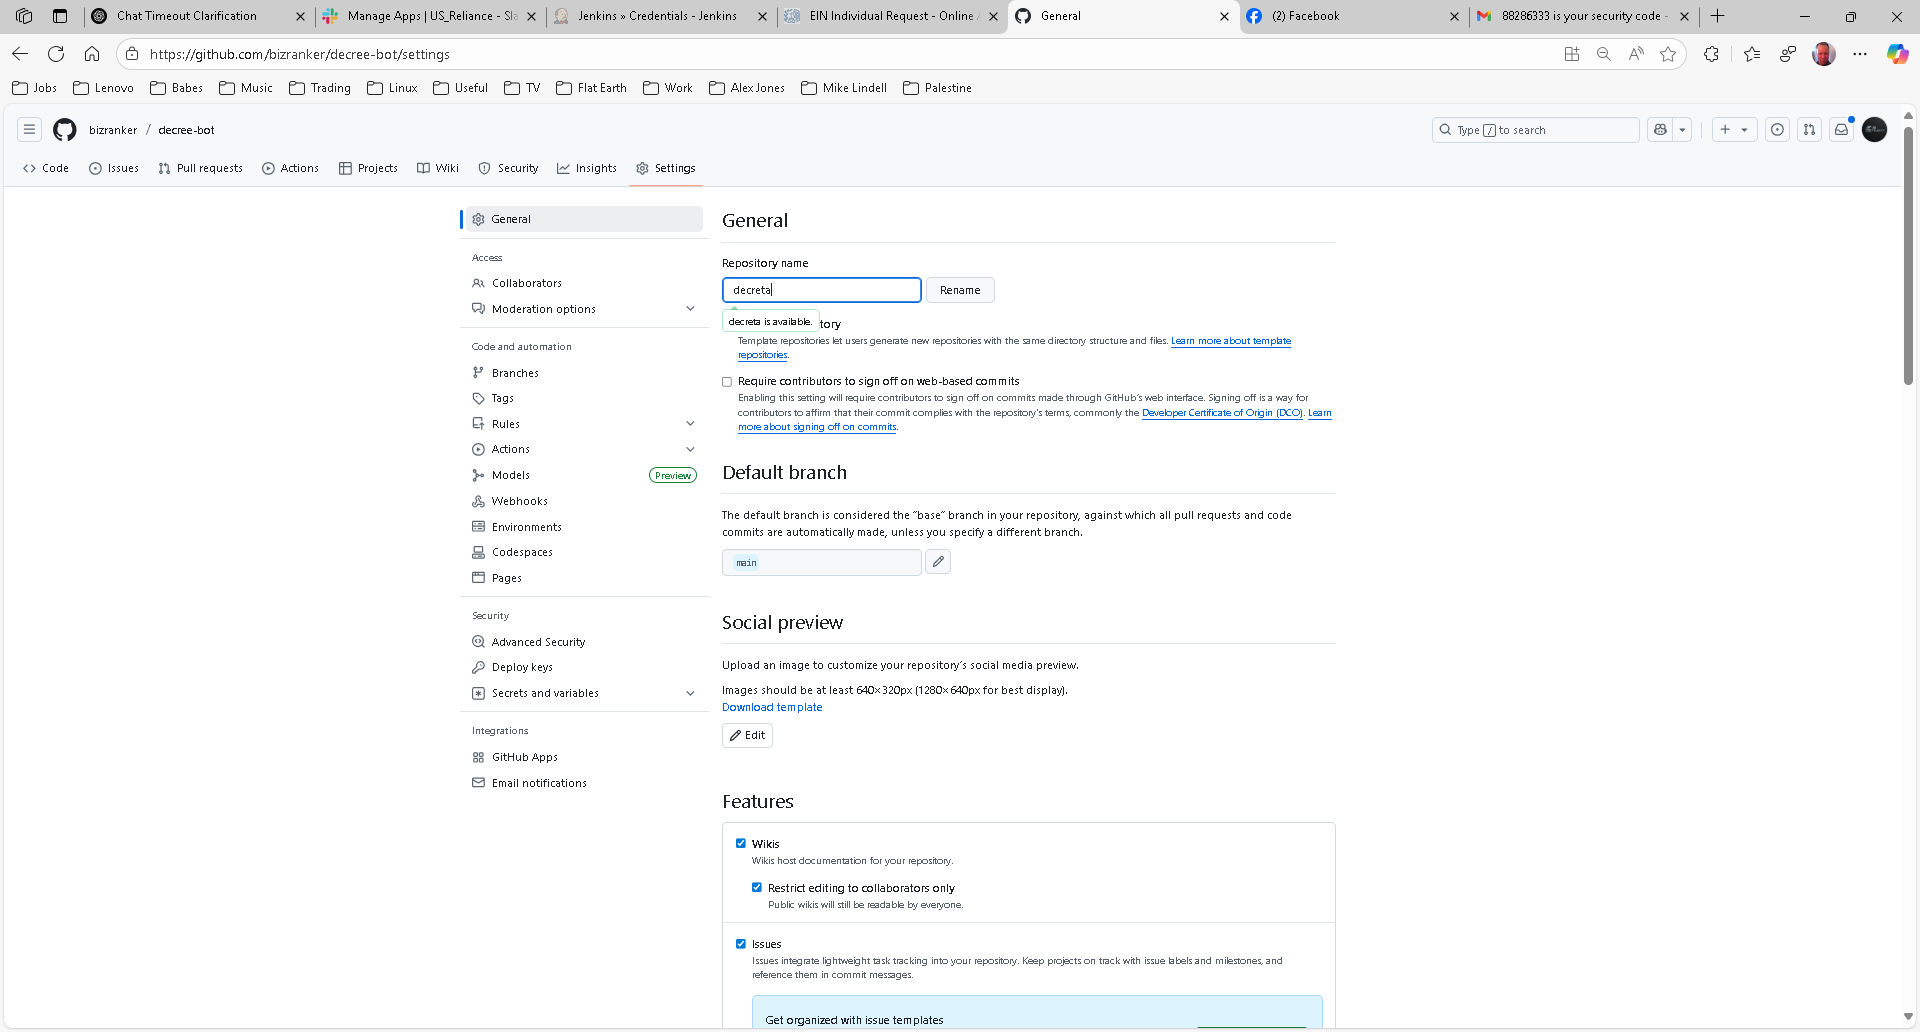 Chat Timeout Clarification
Manage Apps | US_Reliance - Sla
Jenkins » Credentials - Jenkins
EIN Individual Request - Online A
General
(2) Facebook
88286333 is your security code -
https://github.com/bizranker/decree-bot/settings
Jobs
Lenovo
Babes
Music
Trading
Linux
Useful
TV
Flat Earth
Work
Alex Jones
Mike Lindell
Palestine
bizranker / decree-bot
Type / to search
Code
Issues
Pull requests
Actions
Projects
Wiki
Security
Insights
Settings
General
Access
Collaborators
Moderation options
Code and automation
Branches
Tags
Rules
Actions
Models
Preview
Webhooks
Environments
Codespaces
Pages
Security
Advanced Security
Deploy keys
Secrets and variables
Integrations
GitHub Apps
Email notifications
General
Repository name
decreta
Rename
decreta is available.
tory
Template repositories let users generate new repositories with the same directory structure and files. Learn more about template
repositories.
Require contributors to sign off on web-based commits
Enabling this setting will require contributors to sign off on commits made through GitHub's web interface. Signing off is a way for
contributors to affirm that their commit complies with the repository's terms, commonly the Developer Certificate of Origin (DCO). Learn
more about signing off on commits.
Default branch
The default branch is considered the “base” branch in your repository, against which all pull requests and code
commits are automatically made, unless you specify a different branch.
main
Social preview
Upload an image to customize your repository's social media preview.
Images should be at least 640×320px (1280×640px for best display).
Download template
Edit
Features
Wikis
Wikis host documentation for your repository.
Restrict editing to collaborators only
Public wikis will still be readable by everyone.
Issues
Issues integrate lightweight task tracking into your repository. Keep projects on track with issue labels and milestones, and
reference them in commit messages.
Get organized with issue templates